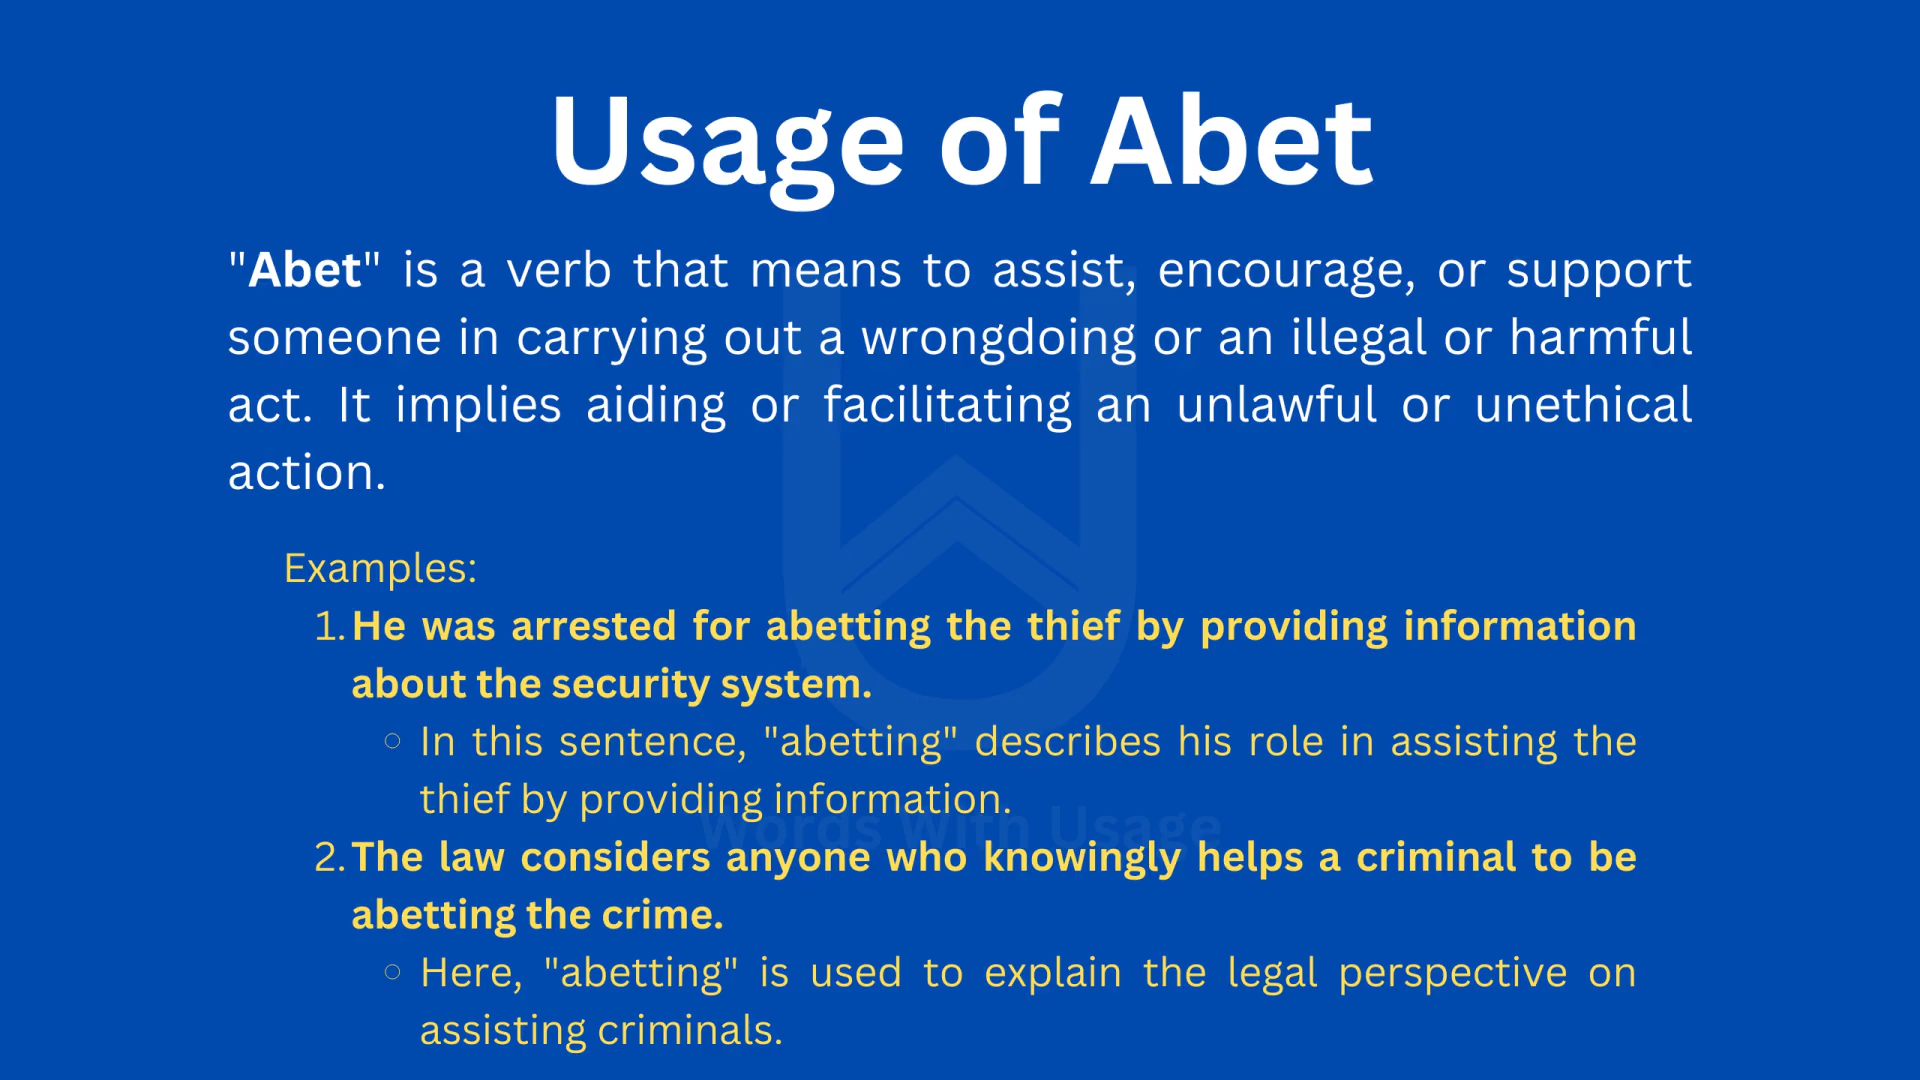 Usage of Abet
"Abet" is a verb that means to assist, encourage, or support
someone in carrying out a wrongdoing or an illegal or harmful
act. It implies aiding or facilitating an unlawful or unethical
action.
Examples:
1. He was arrested for abetting the thief by providing information
about the security system.
○ In this sentence, "abetting" describes his role in assisting the
thief by providing information.
Words With Usage
2. The law considers anyone who knowingly helps a criminal to be
abetting the crime.
○ Here, "abetting" is used to explain the legal perspective on
assisting criminals.